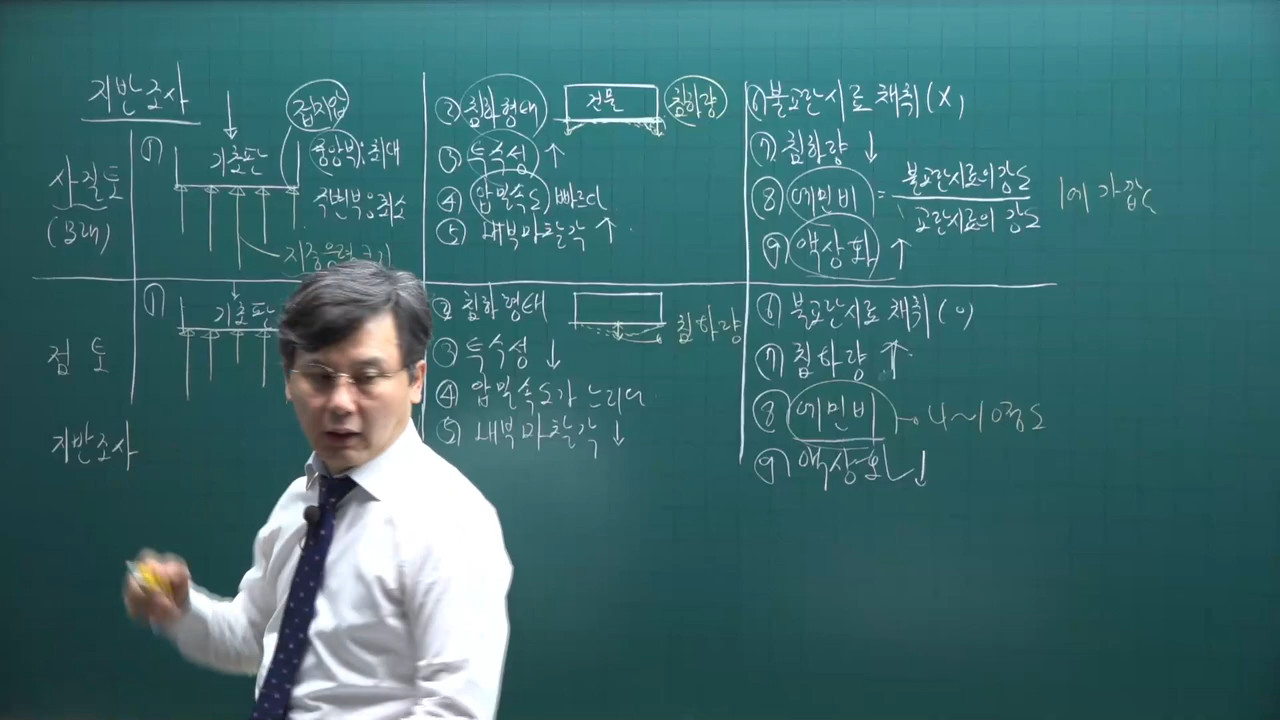 지반조사
사질토
(모래)
① 기초판
접지압
중앙부:최대
측면부:최소
지중응력 크기
② 침하형태 건물 침하량
③ 투수성 ↑
④ 압밀속도 빠르다
⑤ 내부마찰각 ↑
⑥ 불교란시료 채취(X)
⑦ 침하량 ↓
⑧ 예민비 = 불교란시료의 강도
교란시료의 강도
1에 가깝다
⑨ 액상화 ↑
점토
① 기초판
② 침하형태 침하량
③ 투수성 ↓
④ 압밀속도가 느리다
⑤ 내부마찰각 ↓
⑥ 불교란시료 채취(O)
⑦ 침하량 ↑
⑧ 예민비 → 4~10정도
⑨ 액상화 ↓
지반조사